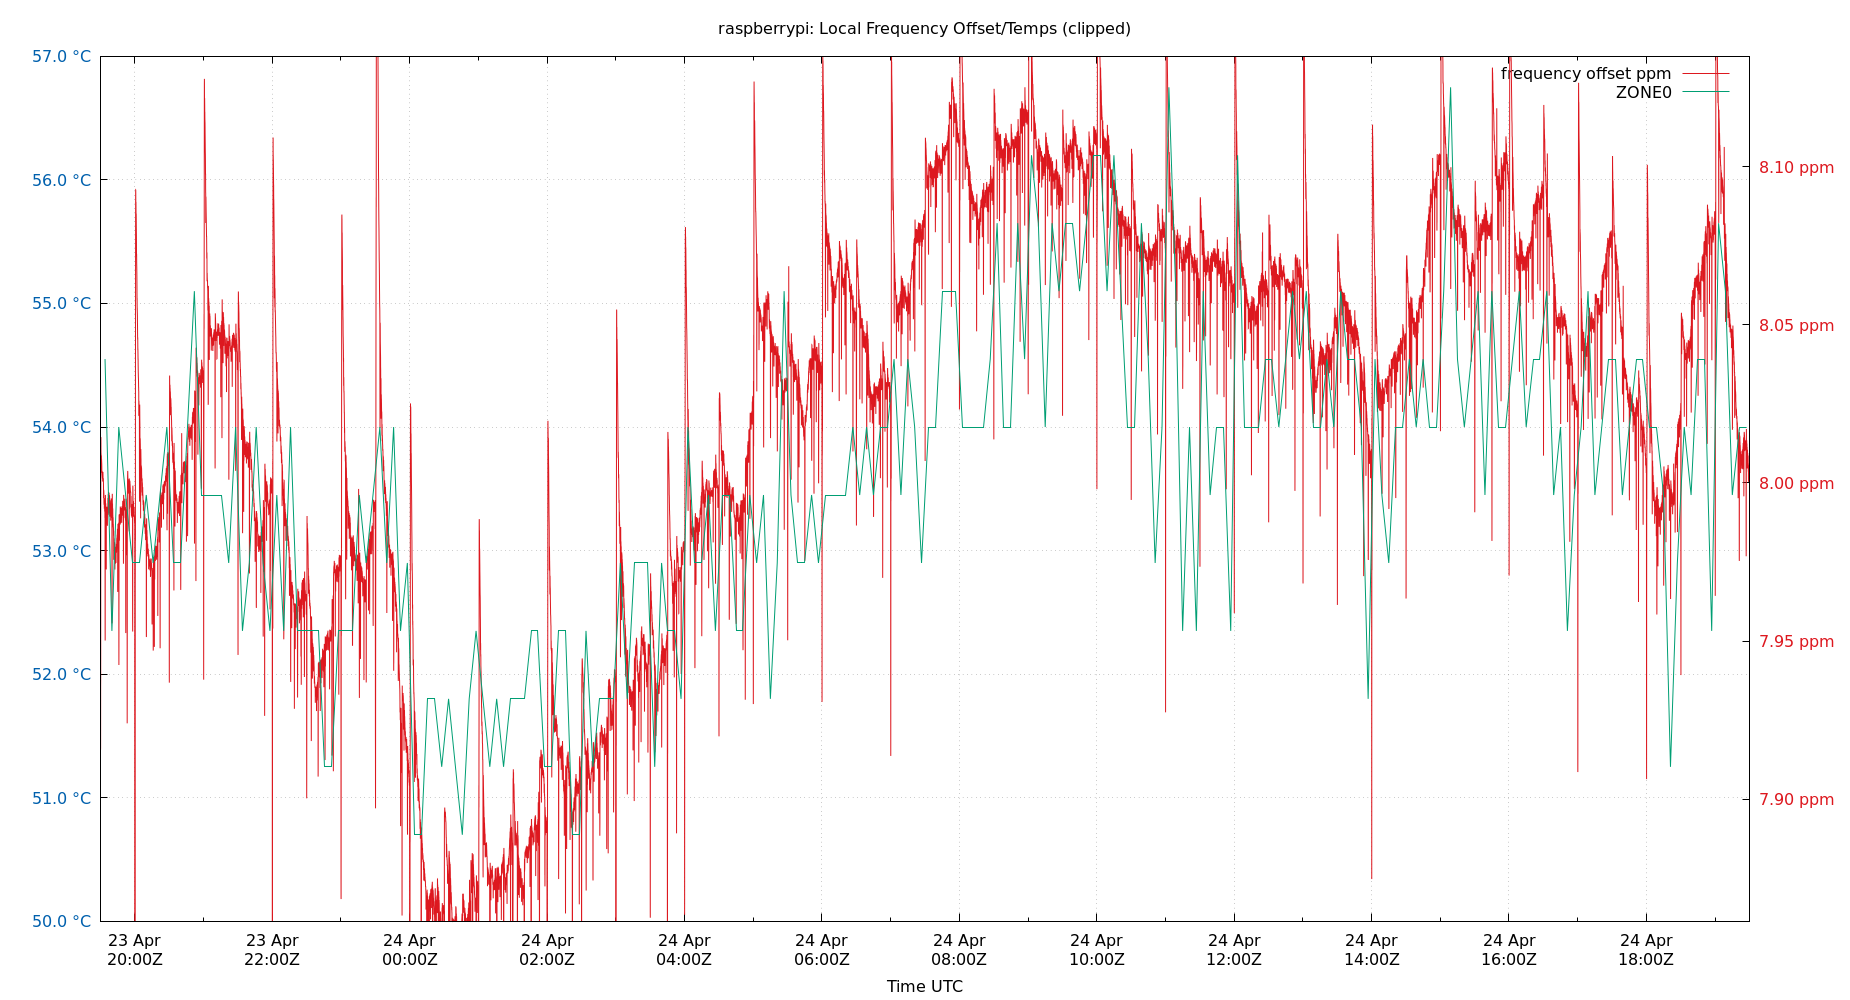 raspberrypi: Local Frequency Offset/Temps (clipped)
57.0 °C
56.0 °C
55.0 °C
54.0 °C
53.0 °C
52.0 °C
51.0 °C
50.0 °C
frequency offset ppm
ZONE0
8.10 ppm
8.05 ppm
8.00 ppm
7.95 ppm
7.90 ppm
23 Apr
20:00Z
23 Apr
22:00Z
24 Apr
00:00Z
24 Apr
02:00Z
24 Apr
04:00Z
24 Apr
06:00Z
24 Apr
08:00Z
24 Apr
10:00Z
24 Apr
12:00Z
24 Apr
14:00Z
24 Apr
16:00Z
24 Apr
18:00Z
Time UTC